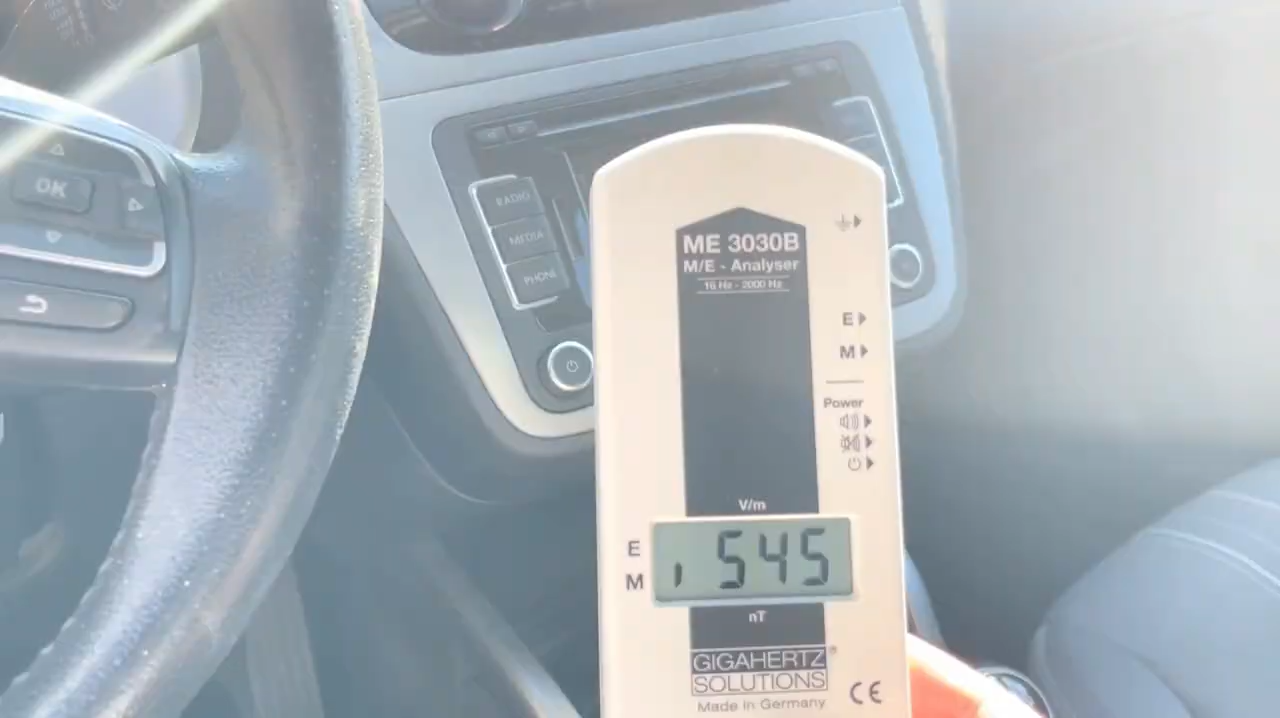 OK
RADIO
MEDIA
PHONE
ME 3030B
M/E - Analyser
16 Hz - 2000 Hz
E
M
Power
V/m
E
M
545
nT
GIGAHERTZ
SOLUTIONS®
Made in Germany
CE